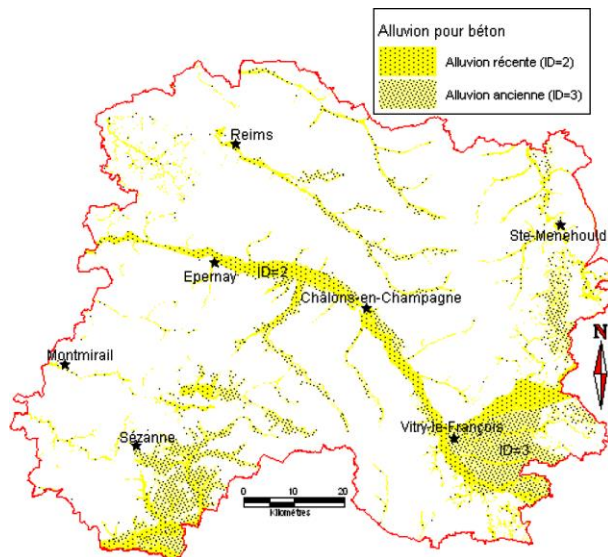 Alluvion pour béton
Alluvion récente (ID=2)
Alluvion ancienne (ID=3)
Reims
Ste-Menehould
Epernay
ID=2
Châlons-en-Champagne
N
Montmirail
Vitry-le-François
Sézanne
ID=3
0 10 20
Kilomètres